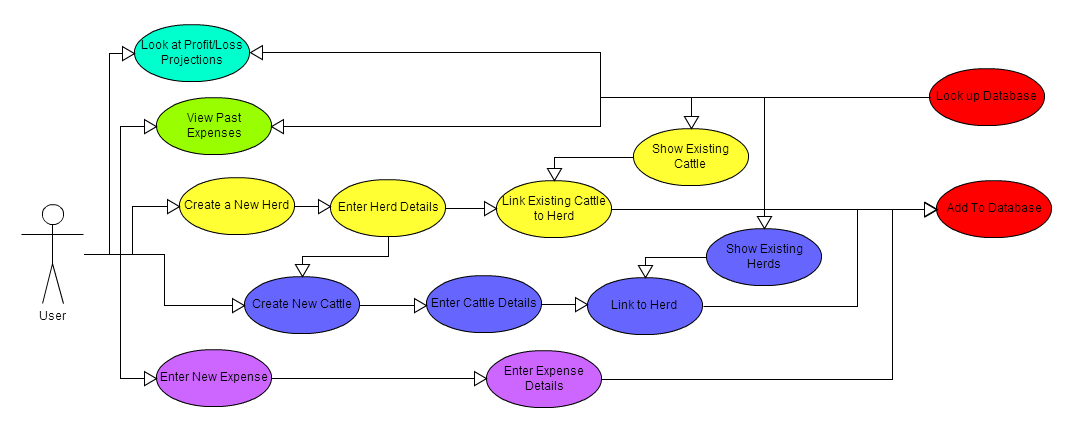 Look at Profit/Loss
Projections
Look up Database
View Past
Expenses
Show Existing
Cattle
Create a New Herd
Enter Herd Details
Link Existing Cattle
to Herd
Add To Database
Show Existing
Herds
Create New Cattle
Enter Cattle Details
Link to Herd
User
Enter New Expense
Enter Expense
Details